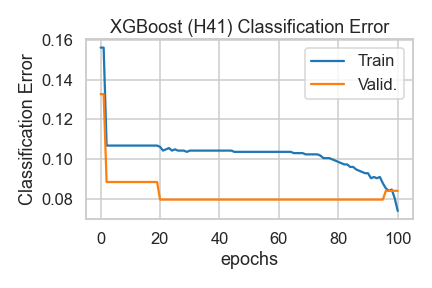 XGBoost (H41) Classification Error
0.16
0.14
0.12
0.10
0.08
Classification Error
Train
Valid.
0
20
40
60
80
100
epochs